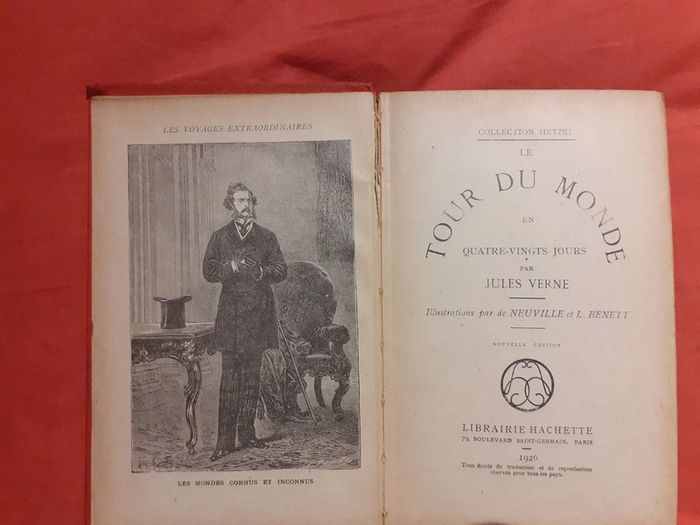 LES VOYAGES EXTRAORDINAIRES
LES MONDES CONNUS ET INCONNUS
COLLECTION HETZEL
LE
TOUR DU MONDE
EN
QUATRE-VINGTS JOURS
PAR
JULES VERNE
Illustrations par de NEUVILLE et L. BENETT
NOUVELLE ÉDITION
LIBRAIRIE HACHETTE
79, BOULEVARD SAINT-GERMAIN, PARIS
1926
Tous droits de traduction et de reproduction
réservés pour tous les pays.